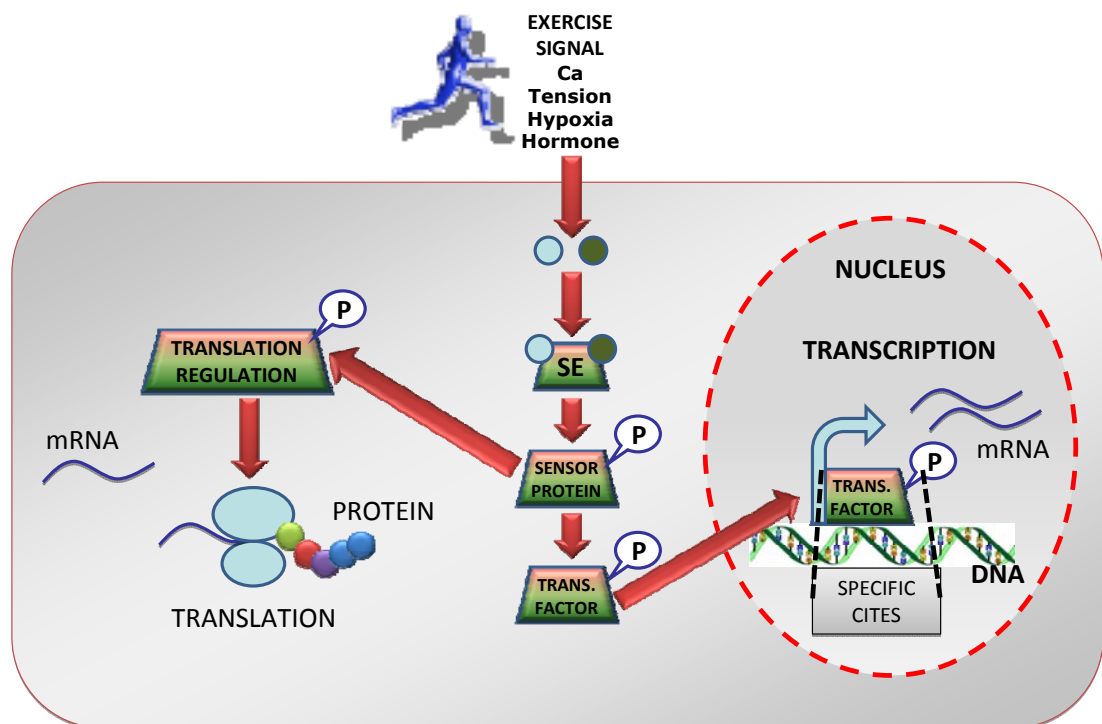 EXERCISE
SIGNAL
Ca
Tension
Hypoxia
Hormone
NUCLEUS
TRANSCRIPTION
mRNA
P
TRANS.
FACTOR
DNA
SPECIFIC
CITES
SE
P
SENSOR
PROTEIN
P
TRANS.
FACTOR
P
TRANSLATION
REGULATION
mRNA
PROTEIN
TRANSLATION